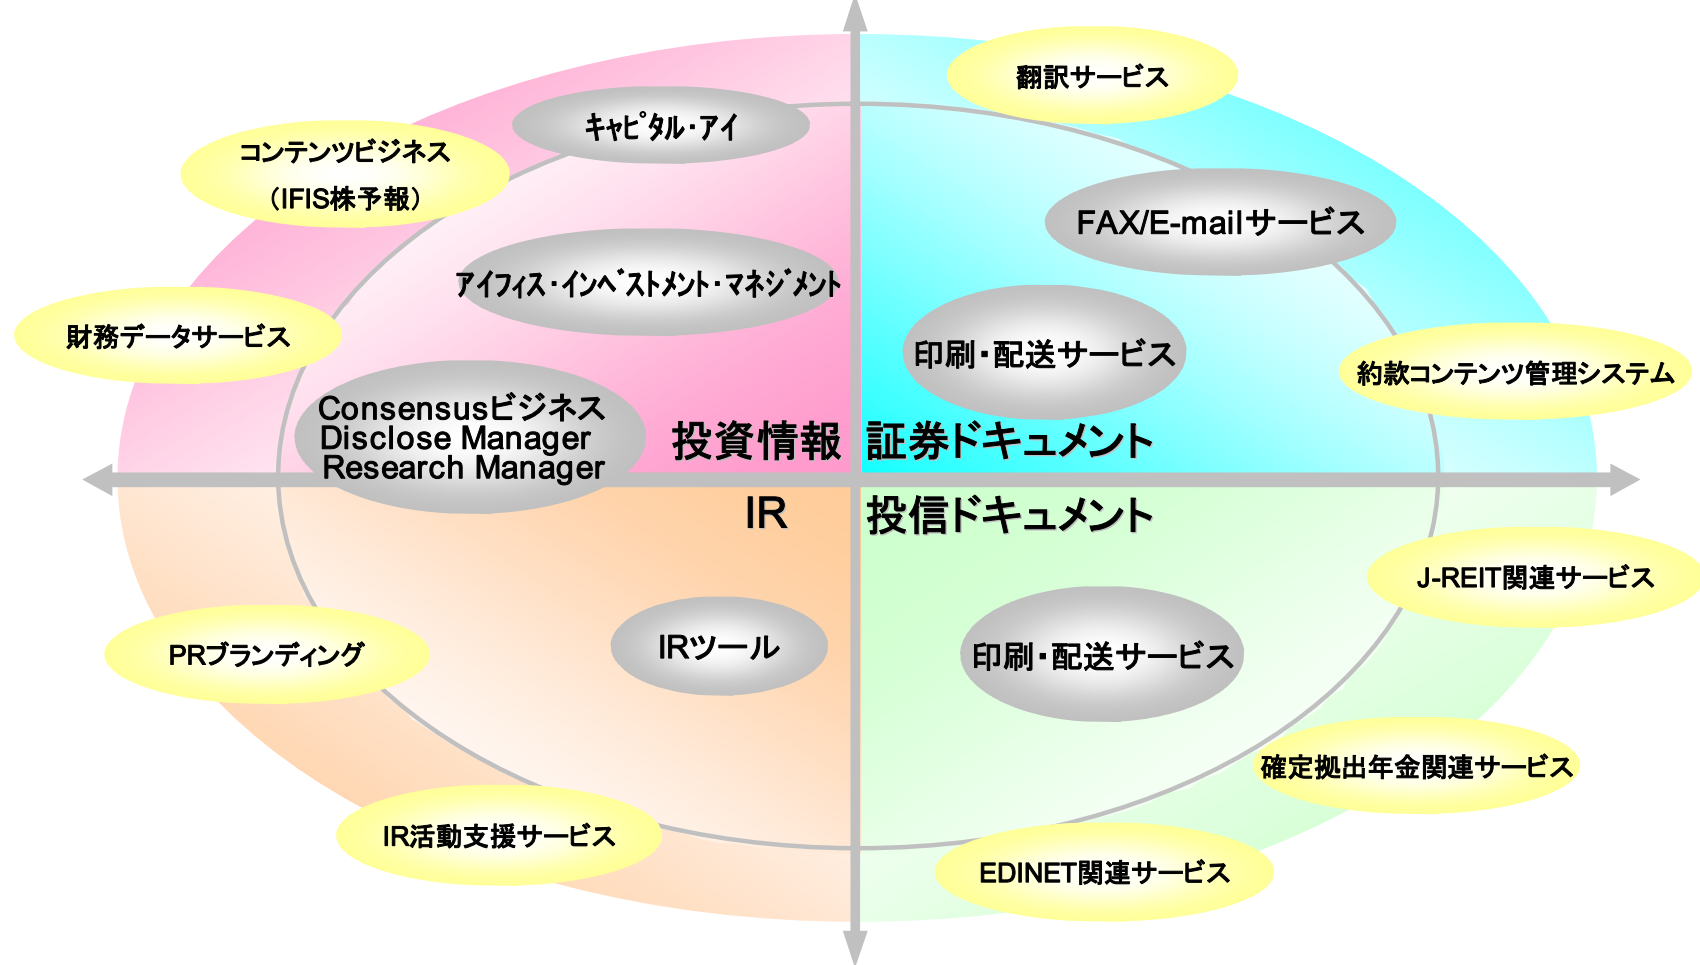 翻訳サービス
キャピタル・アイ
コンテンツビジネス
（IFIS株予報）
FAX/E-mailサービス
アイフィス・インベストメント・マネジメント
財務データサービス
印刷・配送サービス
約款コンテンツ管理システム
Consensusビジネス
Disclose Manager
Research Manager
投資情報
証券ドキュメント
IR
投信ドキュメント
J-REIT関連サービス
PRブランディング
IRツール
印刷・配送サービス
確定拠出年金関連サービス
IR活動支援サービス
EDINET関連サービス